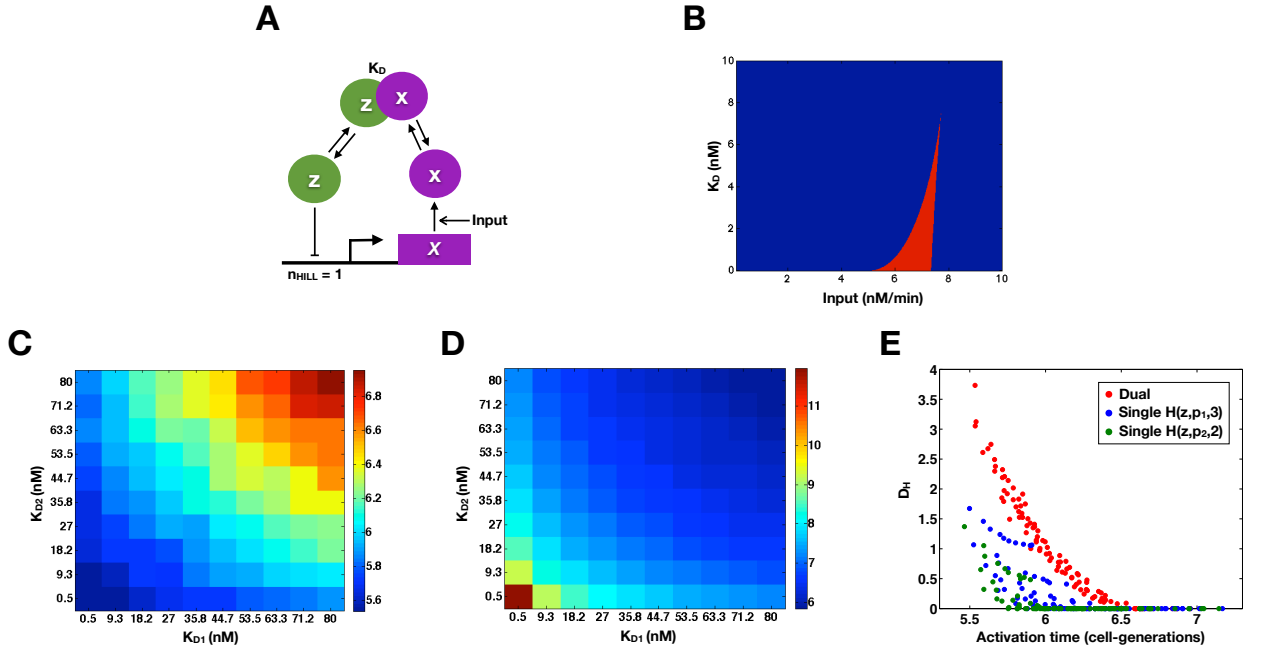 A
K_D
z
x
z
x
Input
X
n_HILL = 1
B
10
8
6
4
2
0
K_D (nM)
2
4
6
8
10
Input (nM/min)
C
80
71.2
63.3
53.5
44.7
35.8
27
18.2
9.3
0.5
K_D2 (nM)
0.5 9.3 18.2 27 35.8 44.7 53.5 63.3 71.2 80
K_D1 (nM)
6.8
6.6
6.4
6.2
6
5.8
5.6
D
80
71.2
63.3
53.5
44.7
35.8
27
18.2
9.3
0.5
K_D2 (nM)
0.5 9.3 18.2 27 35.8 44.7 53.5 63.3 71.2 80
K_D1 (nM)
11
10
9
8
7
6
E
4
3.5
3
2.5
2
1.5
1
0.5
0
D_H
Dual
Single H(z,p₁,3)
Single H(z,p₂,2)
5.5 6 6.5 7
Activation time (cell-generations)